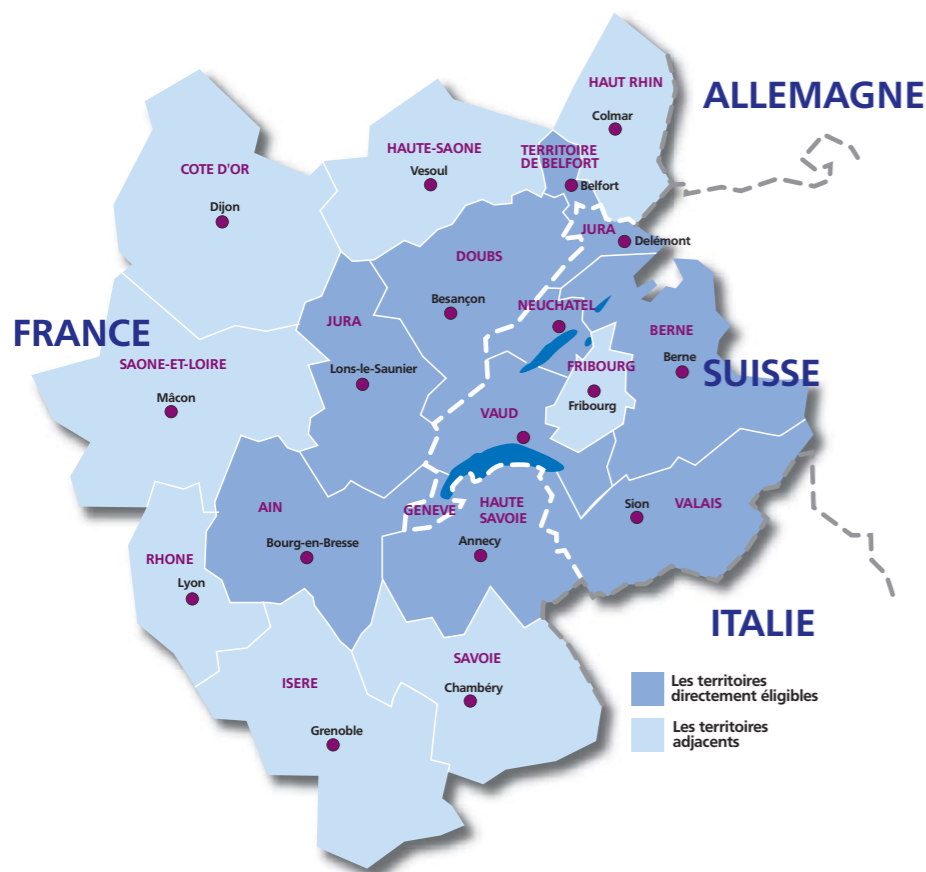 HAUT RHIN
ALLEMAGNE
Colmar
HAUTE-SAONE
Vesoul
TERRITOIRE
DE BELFORT
Belfort
COTE D'OR
Dijon
JURA
Delémont
DOUBS
Besançon
NEUCHATEL
BERNE
Berne
FRANCE
JURA
Lons-le-Saunier
SAONE-ET-LOIRE
Mâcon
FRIBOURG
Fribourg
SUISSE
VAUD
AIN
Bourg-en-Bresse
GENEVE
HAUTE
SAVOIE
Annecy
Sion
VALAIS
RHONE
Lyon
ITALIE
ISERE
Grenoble
SAVOIE
Chambéry
Les territoires
directement éligibles
Les territoires
adjacents